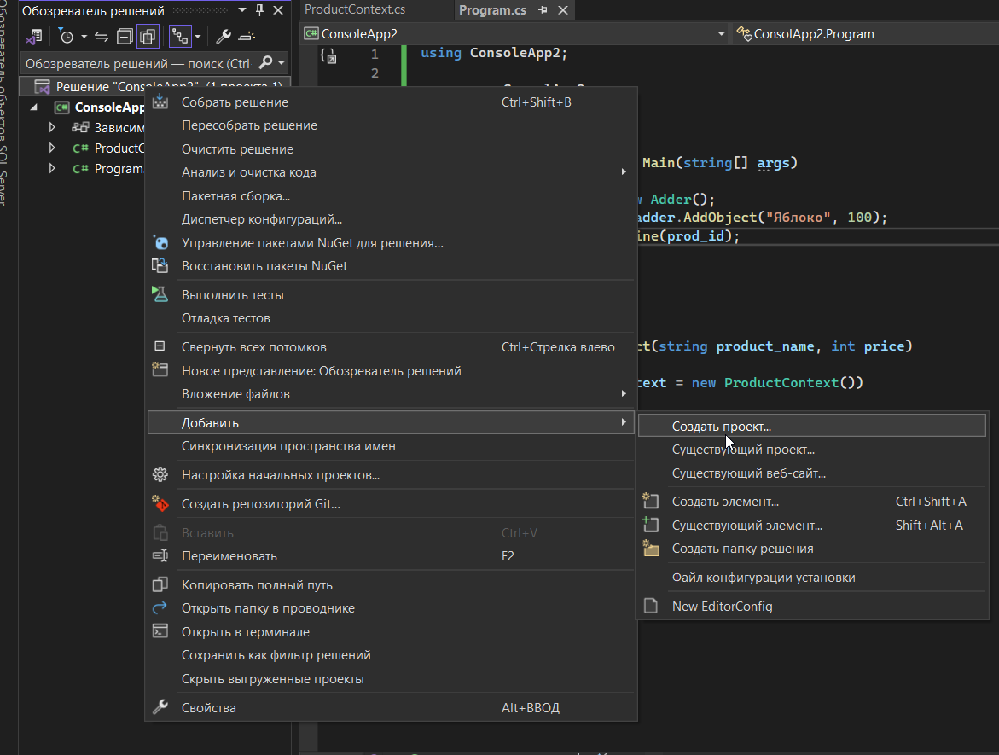 Обозреватель объектов SQL Server
Обозреватель решений
Обозреватель решений — поиск (Ctrl
Решение "ConsoleApp2" (1 проекта 1)
ConsoleApp
Зависим
ProductC
Program.
ProductContext.cs
Program.cs
ConsoleApp2
ConsolApp2.Program
1 using ConsoleApp2;
2
Main(string[] args)
w Adder();
adder.AddObject("Яблоко", 100);
ine(prod_id);
ct(string product_name, int price)
text = new ProductContext())
Собрать решение Ctrl+Shift+B
Пересобрать решение
Очистить решение
Анализ и очистка кода
Пакетная сборка...
Диспетчер конфигураций...
Управление пакетами NuGet для решения...
Восстановить пакеты NuGet
Выполнить тесты
Отладка тестов
Свернуть всех потомков Ctrl+Стрелка влево
Новое представление: Обозреватель решений
Вложение файлов
Добавить
Синхронизация пространства имен
Настройка начальных проектов...
Создать репозиторий Git...
Вставить Ctrl+V
Переименовать F2
Копировать полный путь
Открыть папку в проводнике
Открыть в терминале
Сохранить как фильтр решений
Скрыть выгруженные проекты
Свойства Alt+ВВОД
Создать проект...
Существующий проект...
Существующий веб-сайт...
Создать элемент... Ctrl+Shift+A
Существующий элемент... Shift+Alt+A
Создать папку решения
Файл конфигурации установки
New EditorConfig